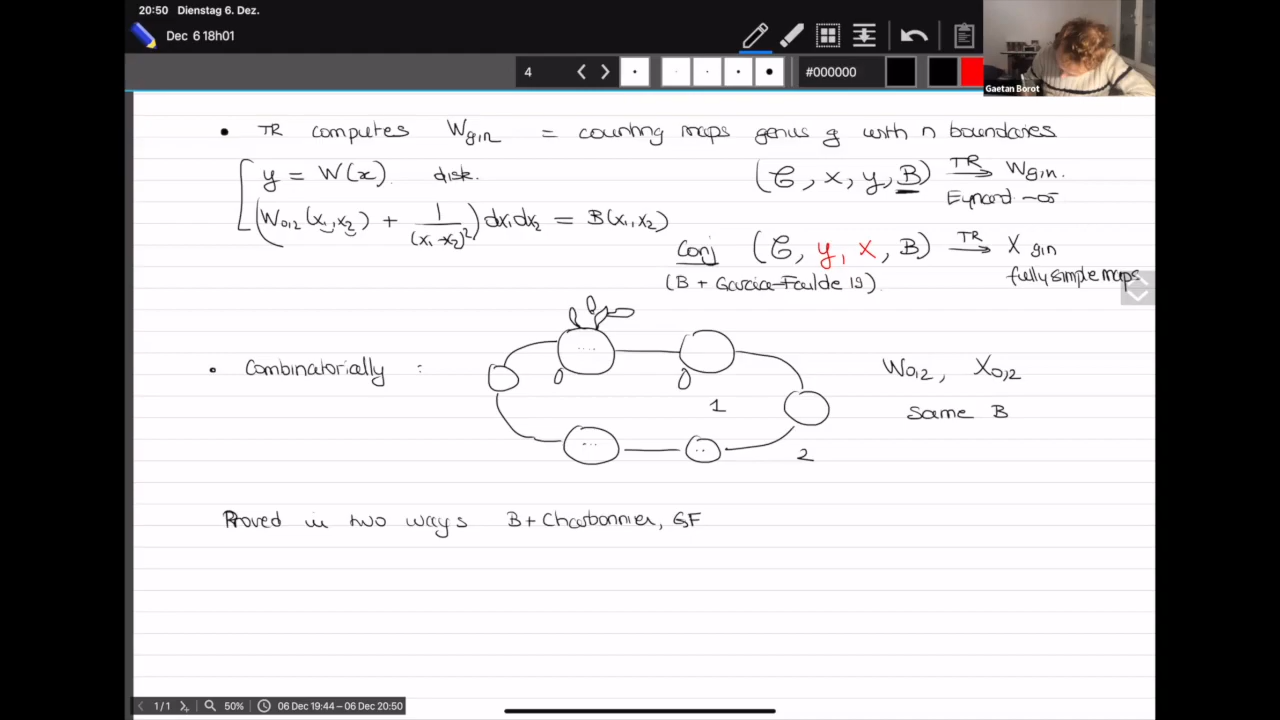 20:50 Dienstag 6. Dez.
Dec 6 18h01
4 #000000
Gaetan Borot
• TR computes W_{g,n} = counting maps genus g with n boundaries
y = W(x) disk.
(C, x, y, B) TR→ W_{g,n}.
Eynard -
(W_{0,2}(x_1,x_2) + 1/(x_1-x_2)^2) dx_1dx_2 = B(x_1,x_2)
Conj (C, y, x, B) TR→ X_{g,n}
(B + Garcia-Failde 19)
fully simple maps
• Combinatorially :
W_{0,2}, X_{0,2}
same B
1
2
Proved in two ways B + Charbonnier, GF
1/1 50% 06 Dec 19:44 – 06 Dec 20:50